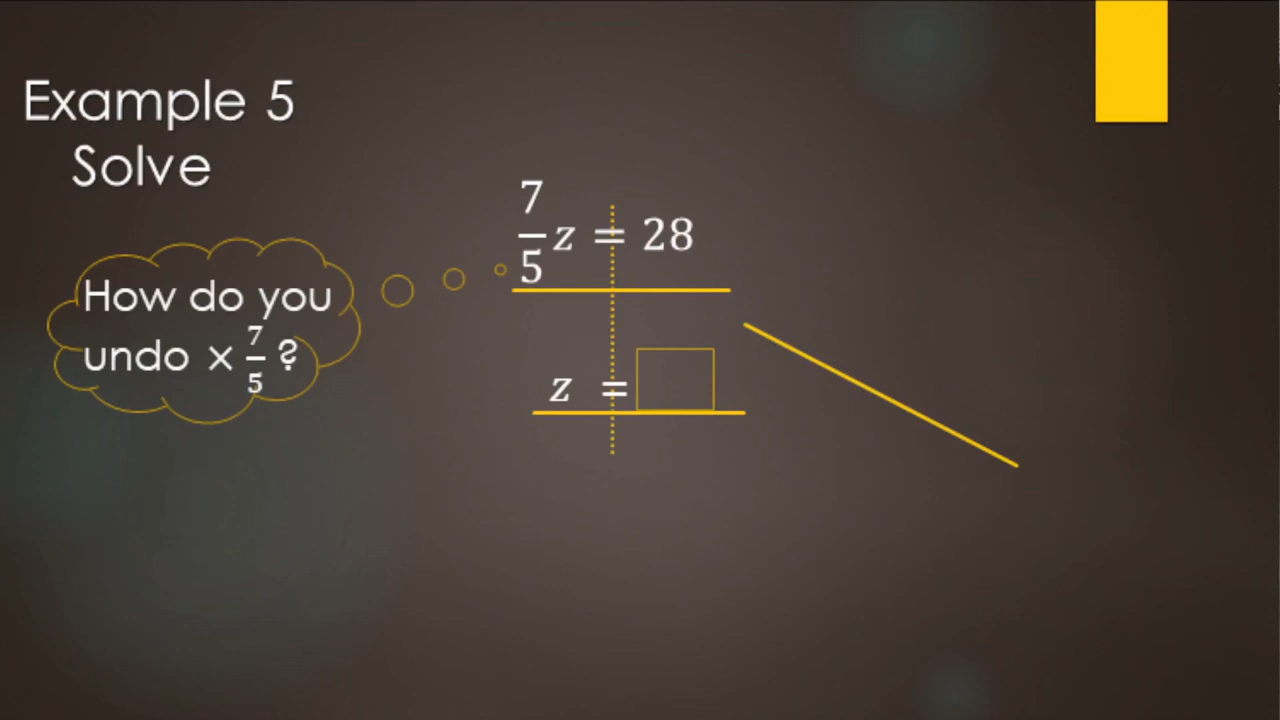 Example 5
Solve
7/5 z = 28
How do you
undo × 7/5 ?
z =